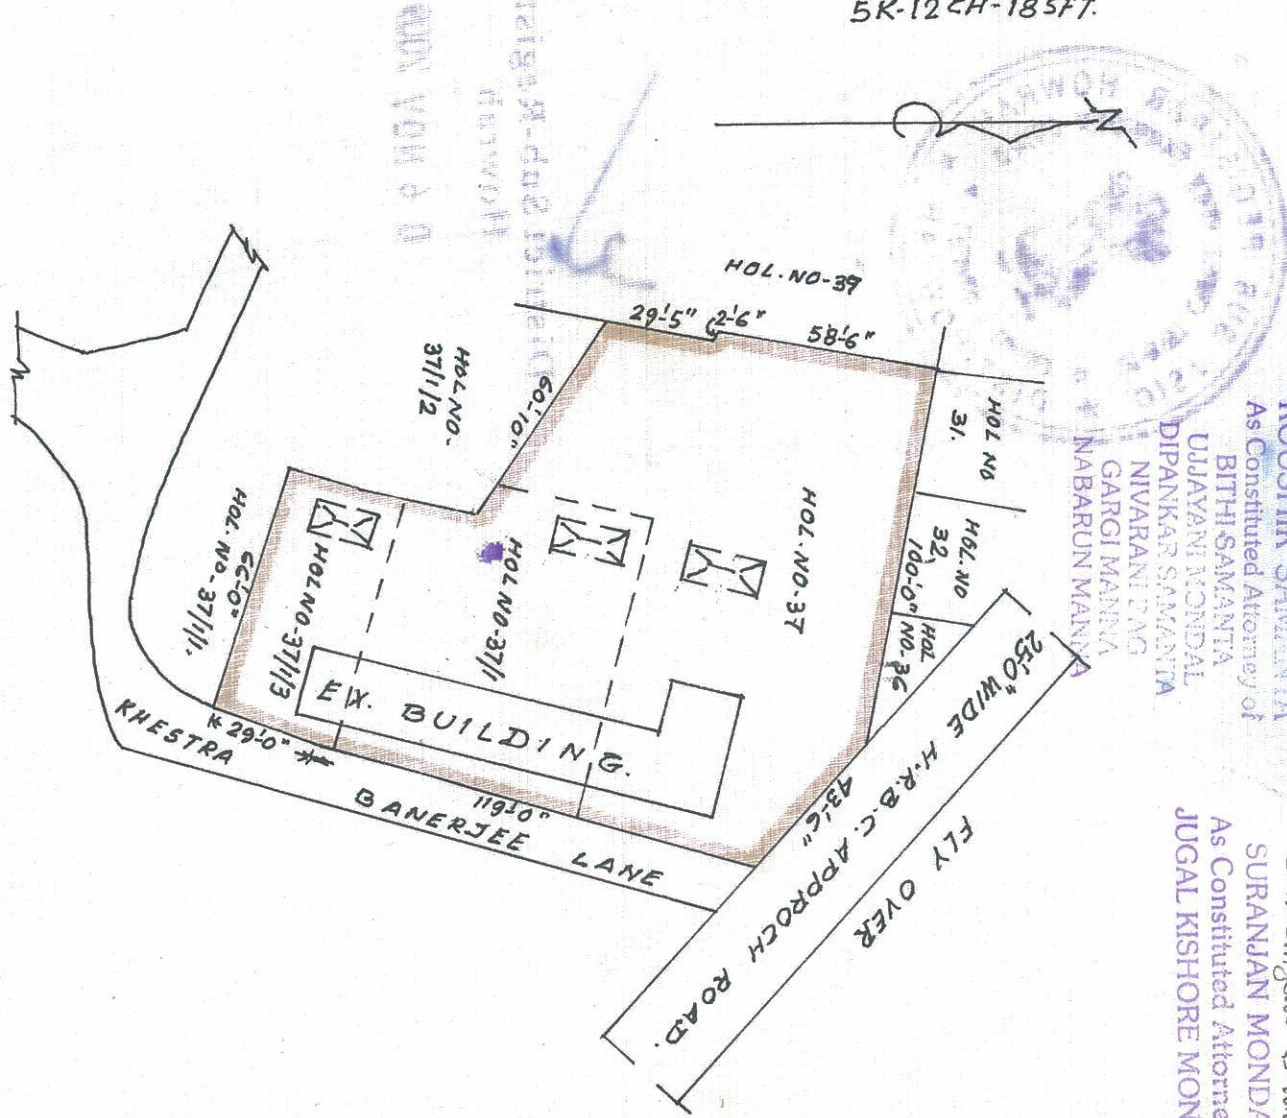 5K-12CH-18SFT.
N
HOL.NO-39
29'-5"
2'-6"
58'-6"
HOL.NO.
37/1/2
60'-10"
HOL NO
31.
HOL.NO
32,
100'-0"
HOL
NO.36
HOL.NO-37
HOL.NO-37/1
HOL.NO-37/1/3
HOL.NO-37/1/1.
66'-0"
EX. BUILDING.
29'-0"
119'-0"
KHESTRA BANERJEE LANE
43'-6"
25'-0" WIDE H.R.B.C. APPROCH ROAD.
FLY OVER
As Constituted Attorney of
BITHI SAMANTA
UJJAYANI MONDAL
DIPANKAR SAMANTA
NIVARANI BAG
GARGI MANNA
NABARUN MANNA
SURANJAN MONDA
As Constituted Attorne
JUGAL KISHORE MON